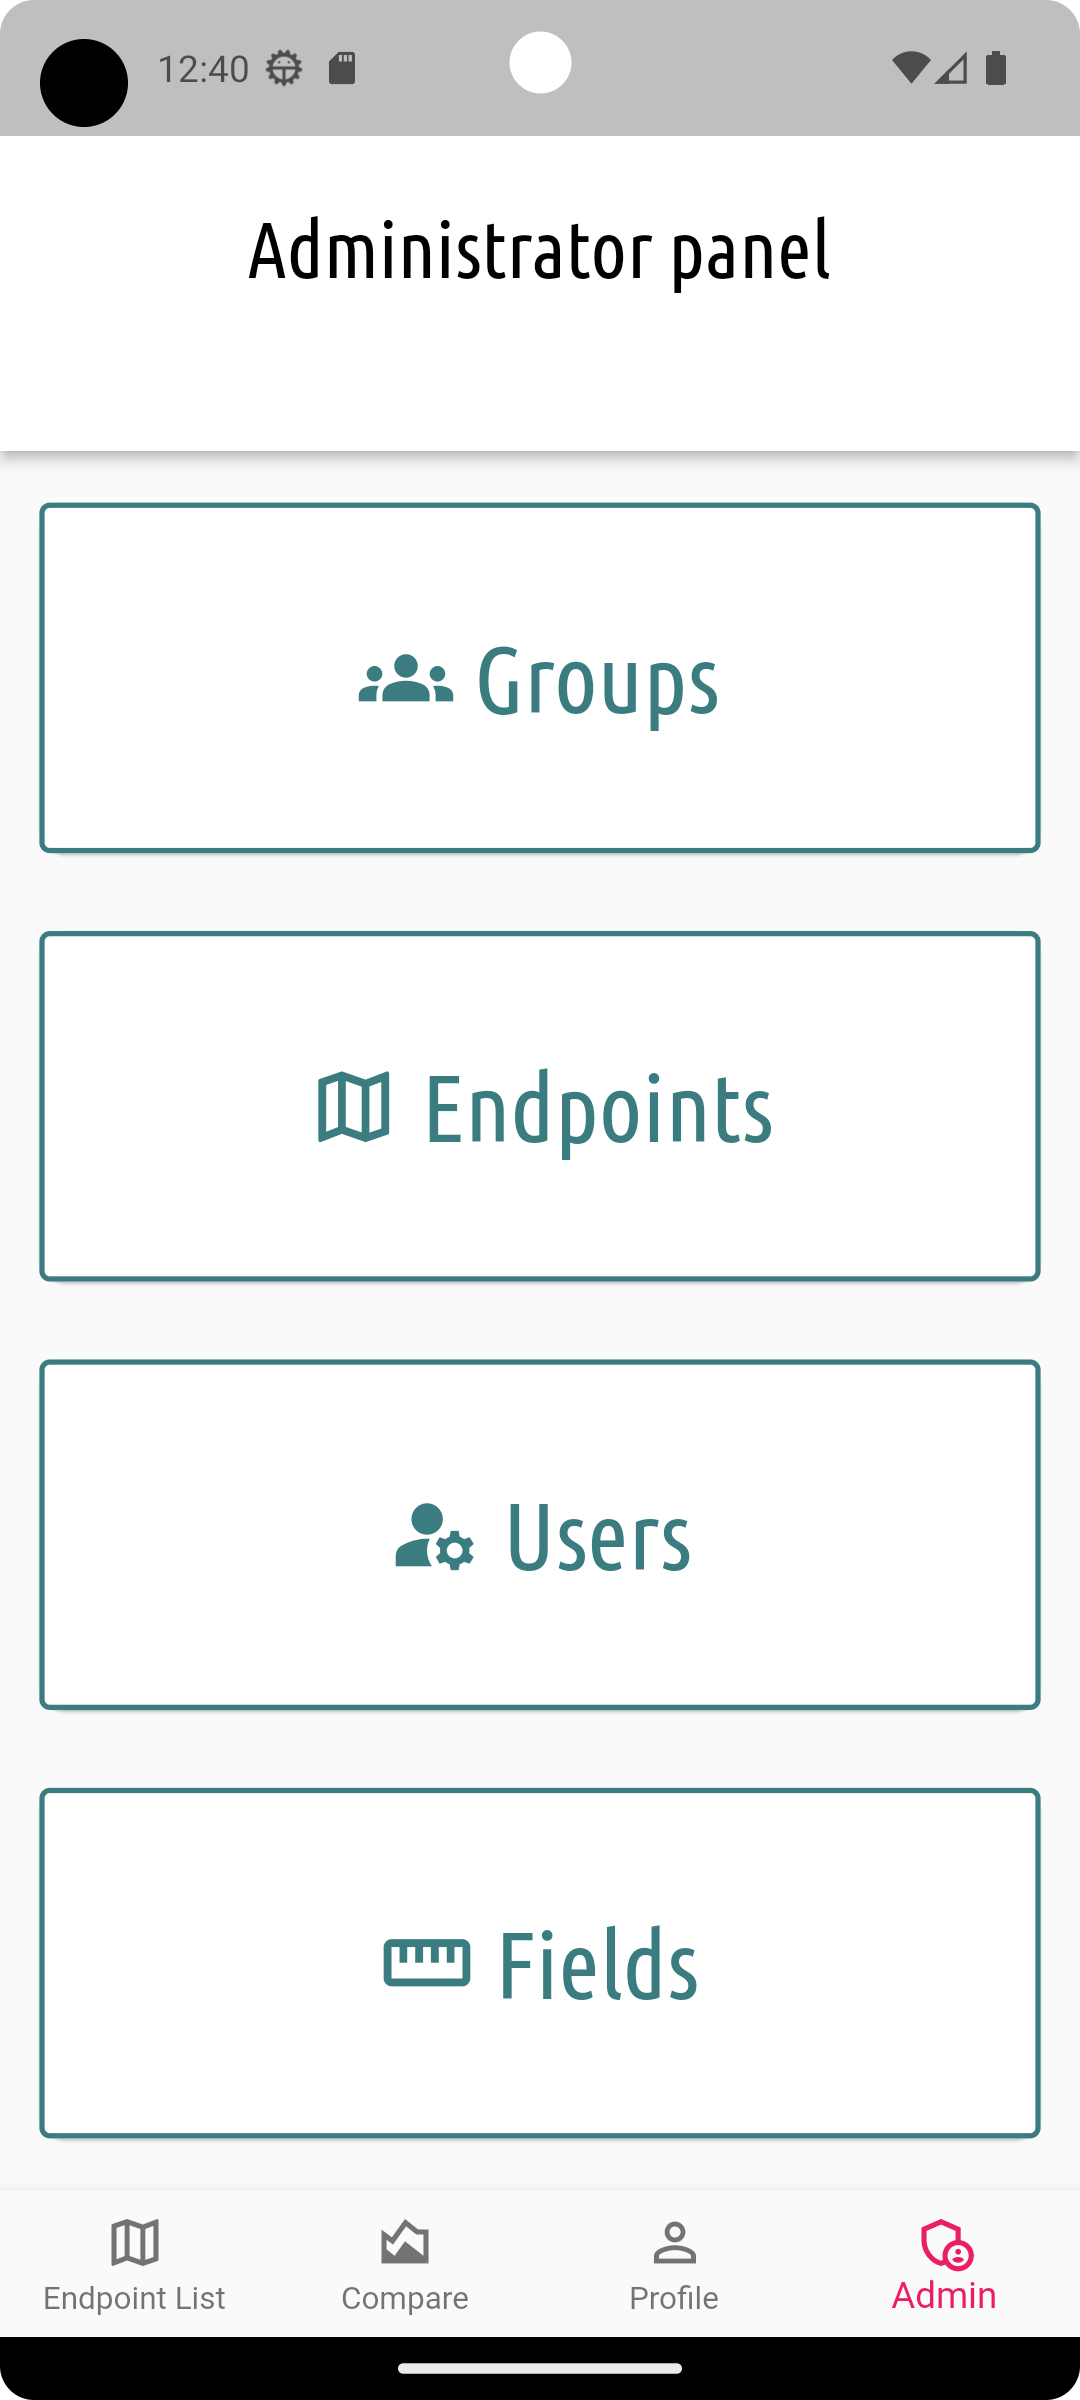 12:40
Administrator panel
Groups
Endpoints
Users
Fields
Endpoint List
Compare
Profile
Admin